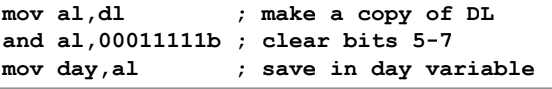 mov al,dl ; make a copy of DL
and al,00011111b ; clear bits 5-7
mov day,al ; save in day variable